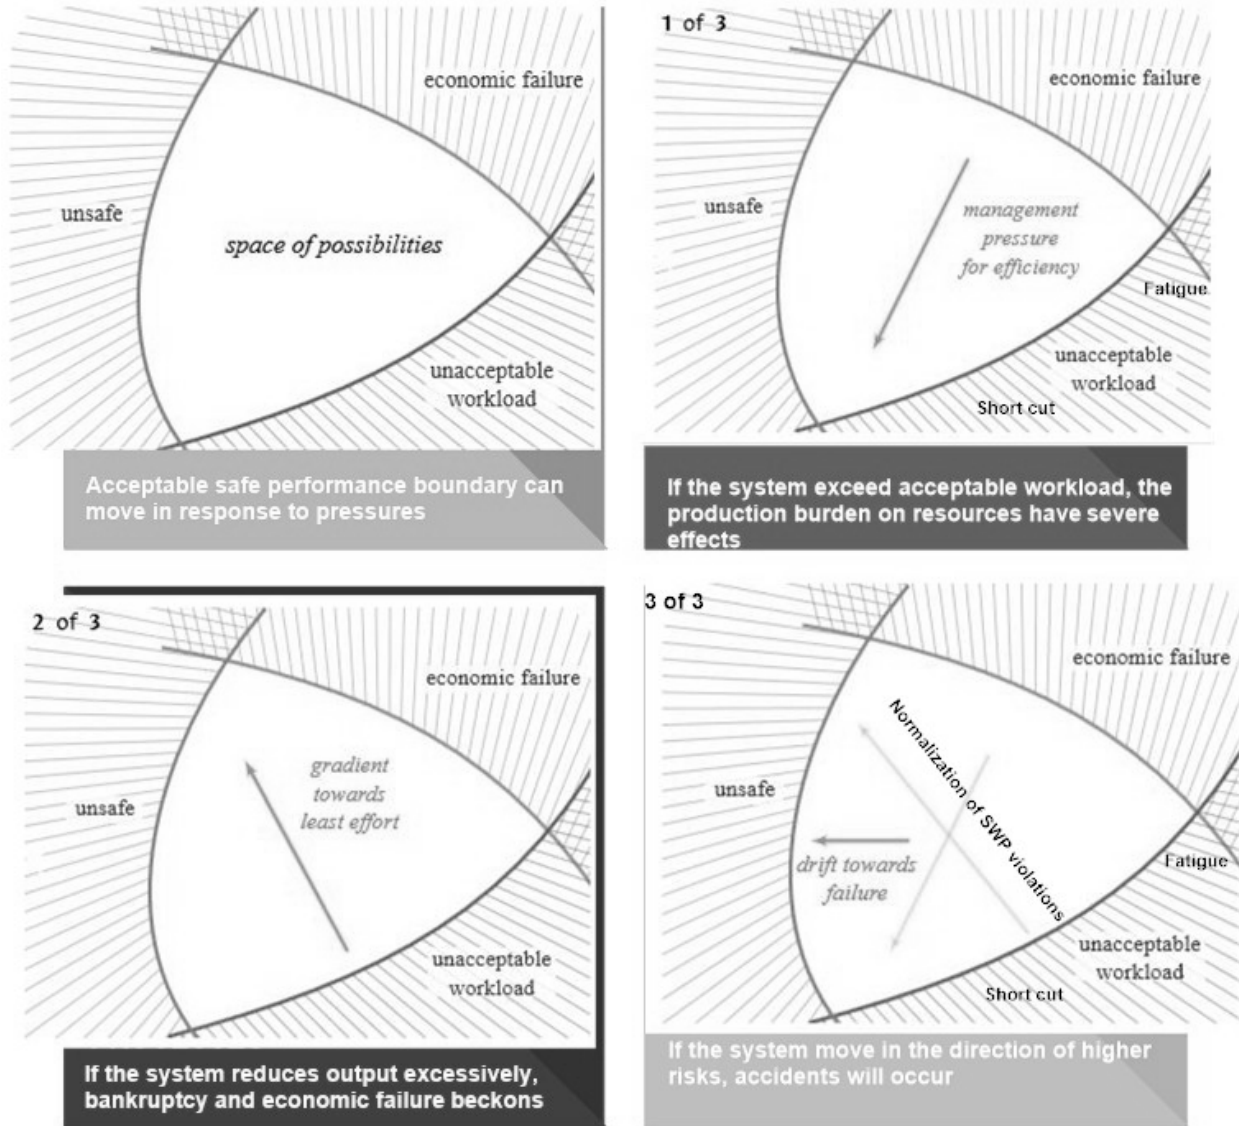 economic failure
unsafe
space of possibilities
unacceptable
workload
Acceptable safe performance boundary can
move in response to pressures
1 of 3
economic failure
unsafe
management
pressure
for efficiency
Fatigue
unacceptable
workload
Short cut
If the system exceed acceptable workload, the
production burden on resources have severe
effects
2 of 3
economic failure
gradient
towards
least effort
unsafe
unacceptable
workload
If the system reduces output excessively,
bankruptcy and economic failure beckons
3 of 3
economic failure
Normalization of SWP violations
unsafe
drift towards
failure
Fatigue
unacceptable
workload
Short cut
If the system move in the direction of higher
risks, accidents will occur